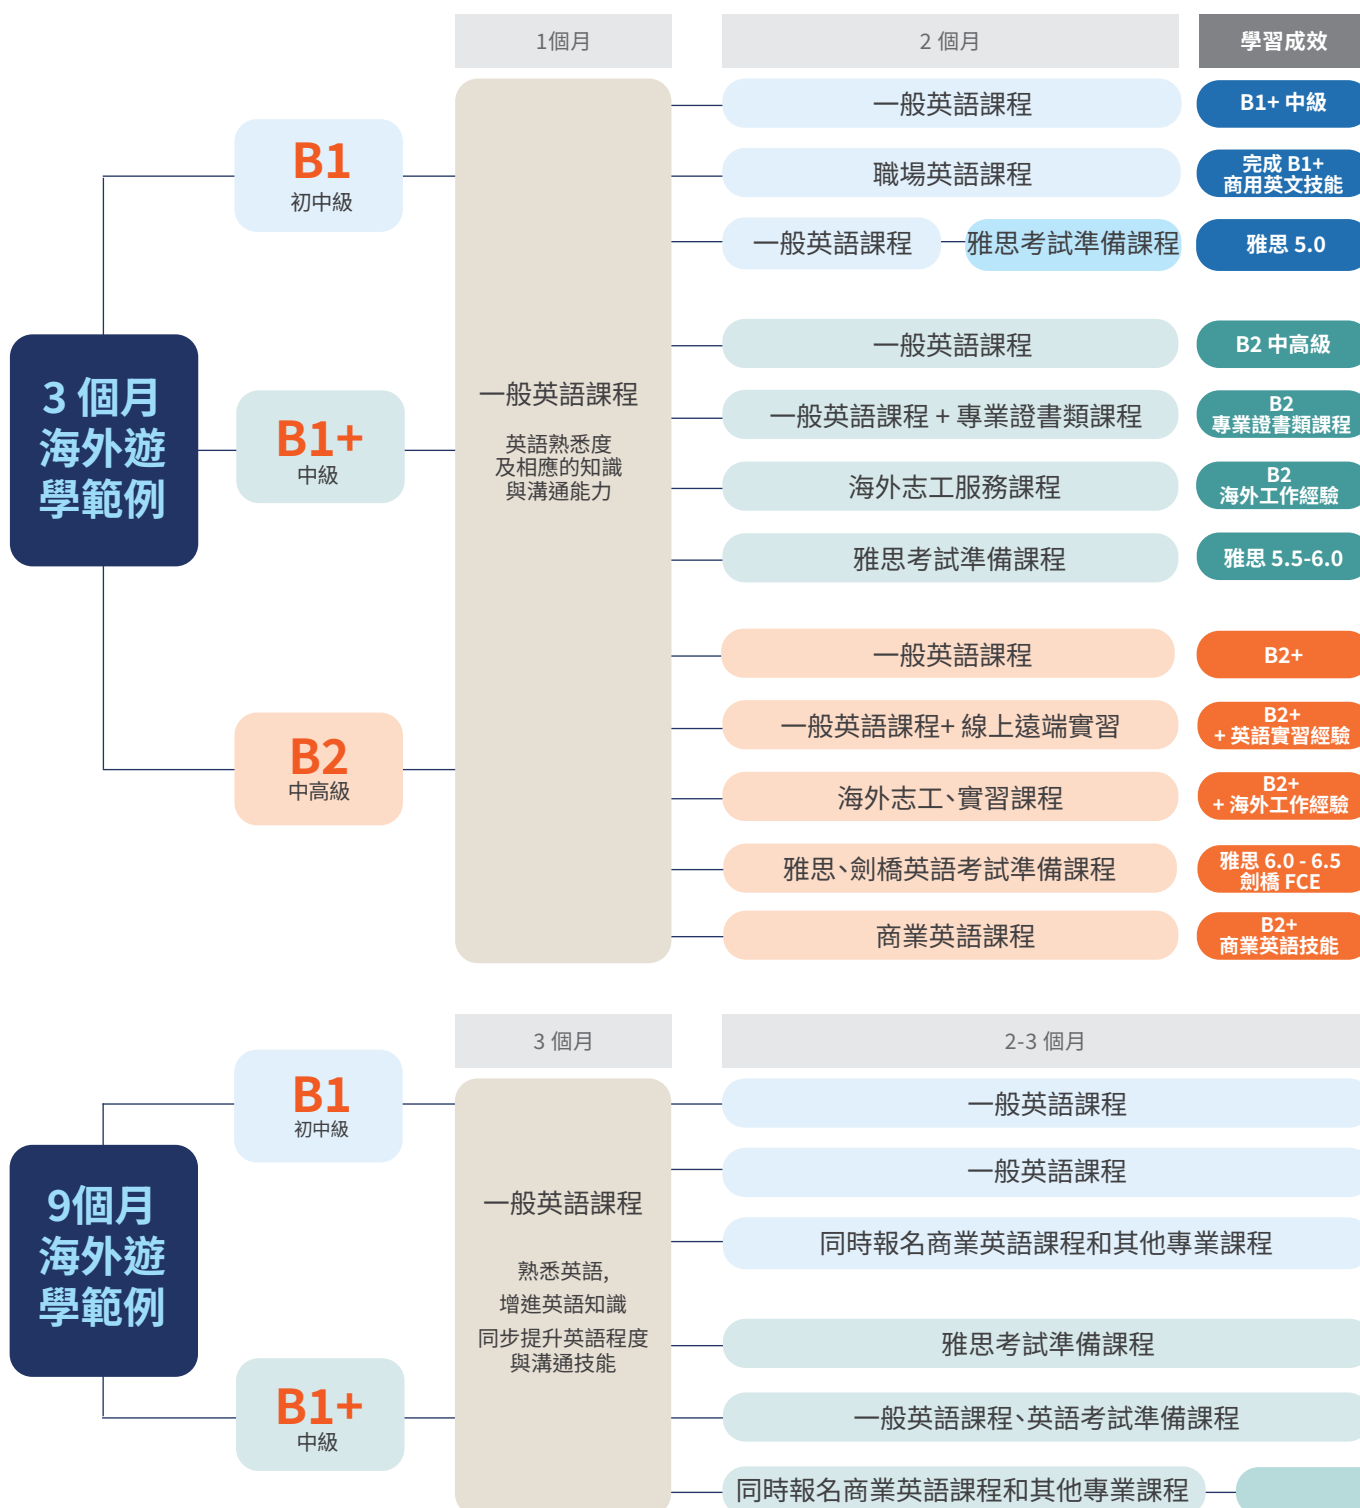 1個月
2 個月
學習成效
3 個月
海外遊
學範例
B1
初中級
B1+
中級
B2
中高級
一般英語課程
英語熟悉度
及相應的知識
與溝通能力
一般英語課程
B1+ 中級
職場英語課程
完成 B1+
商用英文技能
一般英語課程
雅思考試準備課程
雅思 5.0
一般英語課程
B2 中高級
一般英語課程 + 專業證書類課程
B2
專業證書類課程
海外志工服務課程
B2
海外工作經驗
雅思考試準備課程
雅思 5.5-6.0
一般英語課程
B2+
一般英語課程+ 線上遠端實習
B2+
+ 英語實習經驗
海外志工、實習課程
B2+
+ 海外工作經驗
雅思、劍橋英語考試準備課程
雅思 6.0 - 6.5
劍橋 FCE
商業英語課程
B2+
商業英語技能
3 個月
2-3 個月
9個月
海外遊
學範例
B1
初中級
B1+
中級
一般英語課程
熟悉英語,
增進英語知識
同步提升英語程度
與溝通技能
一般英語課程
一般英語課程
同時報名商業英語課程和其他專業課程
雅思考試準備課程
一般英語課程、英語考試準備課程
同時報名商業英語課程和其他專業課程